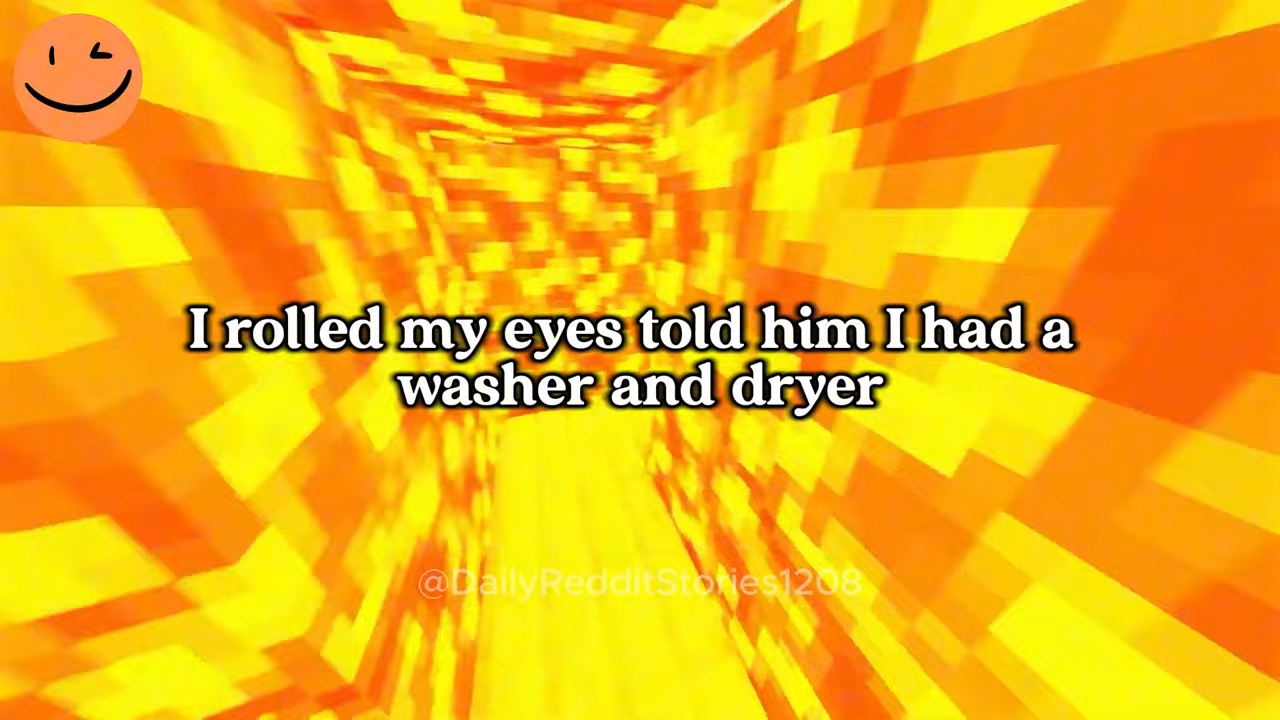 I rolled my eyes told him I had a
washer and dryer
@DailyRedditStories1208